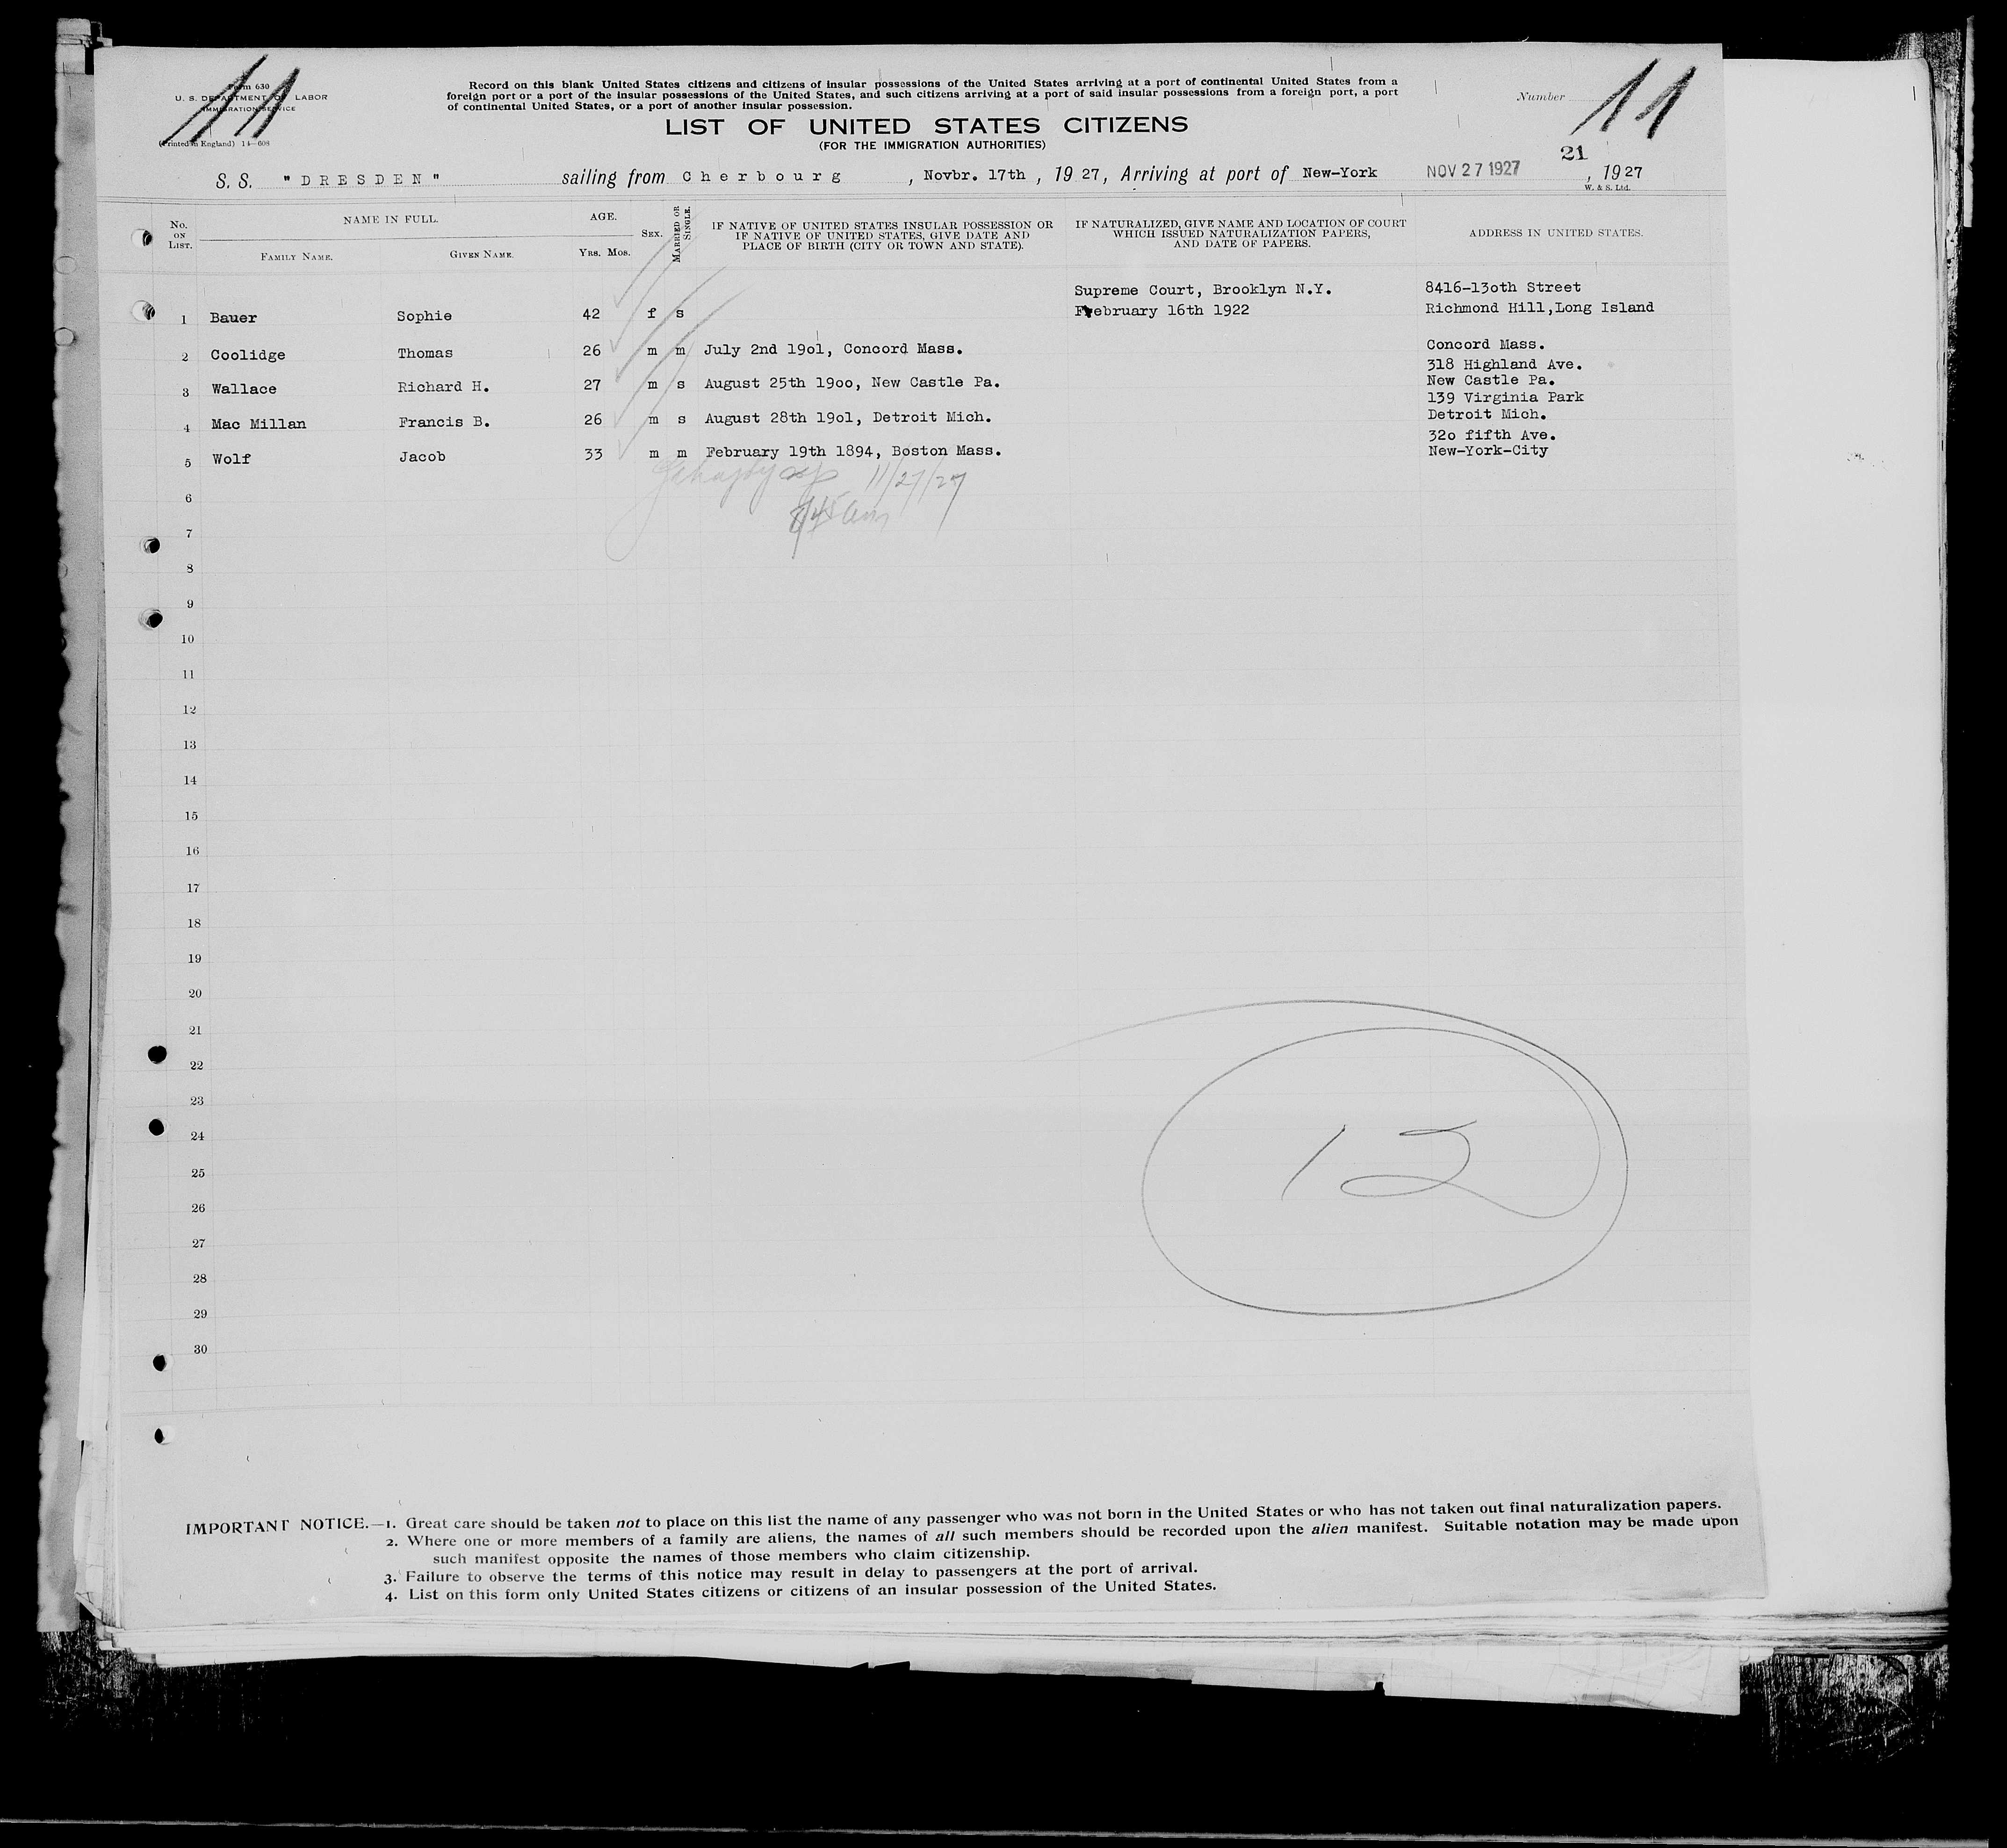 11
Form 630
U. S. DEPARTMENT OF LABOR
IMMIGRATION SERVICE
(Printed in England) 14—608
Record on this blank United States citizens and citizens of insular possessions of the United States arriving at a port of continental United States from a
foreign port or a port of the insular possessions of the United States, and such citizens arriving at a port of said insular possessions from a foreign port, a port
of continental United States, or a port of another insular possession.
LIST OF UNITED STATES CITIZENS
(FOR THE IMMIGRATION AUTHORITIES)
Number 11
21
S. S. "DRESDEN" sailing from Cherbourg, Novbr. 17th, 1927, Arriving at port of New-York NOV 27 1927, 1927
W. & S. Ltd.
No. ON LIST. NAME IN FULL. AGE. SEX. MARRIED OR SINGLE. IF NATIVE OF UNITED STATES INSULAR POSSESSION OR IF NATIVE OF UNITED STATES, GIVE DATE AND PLACE OF BIRTH (CITY OR TOWN AND STATE). IF NATURALIZED, GIVE NAME AND LOCATION OF COURT WHICH ISSUED NATURALIZATION PAPERS, AND DATE OF PAPERS. ADDRESS IN UNITED STATES.
FAMILY NAME. GIVEN NAME. YRS. MOS.
Supreme Court, Brooklyn N.Y. 8416-13oth Street
1 Bauer Sophie 42 f s February 16th 1922 Richmond Hill,Long Island
2 Coolidge Thomas 26 m m July 2nd 19o1, Concord Mass. Concord Mass.
318 Highland Ave.
3 Wallace Richard H. 27 m s August 25th 19oo, New Castle Pa. New Castle Pa.
139 Virginia Park
4 Mac Millan Francis B. 26 m s August 28th 19o1, Detroit Mich. Detroit Mich.
32o fifth Ave.
5 Wolf Jacob 33 m m February 19th 1894, Boston Mass. New-York-City
11/27/27
6
7
8
9
10
11
12
13
14
15
16
17
18
19
20
21
22
23
24
25
26
27
28
29
30
12
IMPORTANT NOTICE.—1. Great care should be taken not to place on this list the name of any passenger who was not born in the United States or who has not taken out final naturalization papers.
2. Where one or more members of a family are aliens, the names of all such members should be recorded upon the alien manifest. Suitable notation may be made upon
such manifest opposite the names of those members who claim citizenship.
3. Failure to observe the terms of this notice may result in delay to passengers at the port of arrival.
4. List on this form only United States citizens or citizens of an insular possession of the United States.